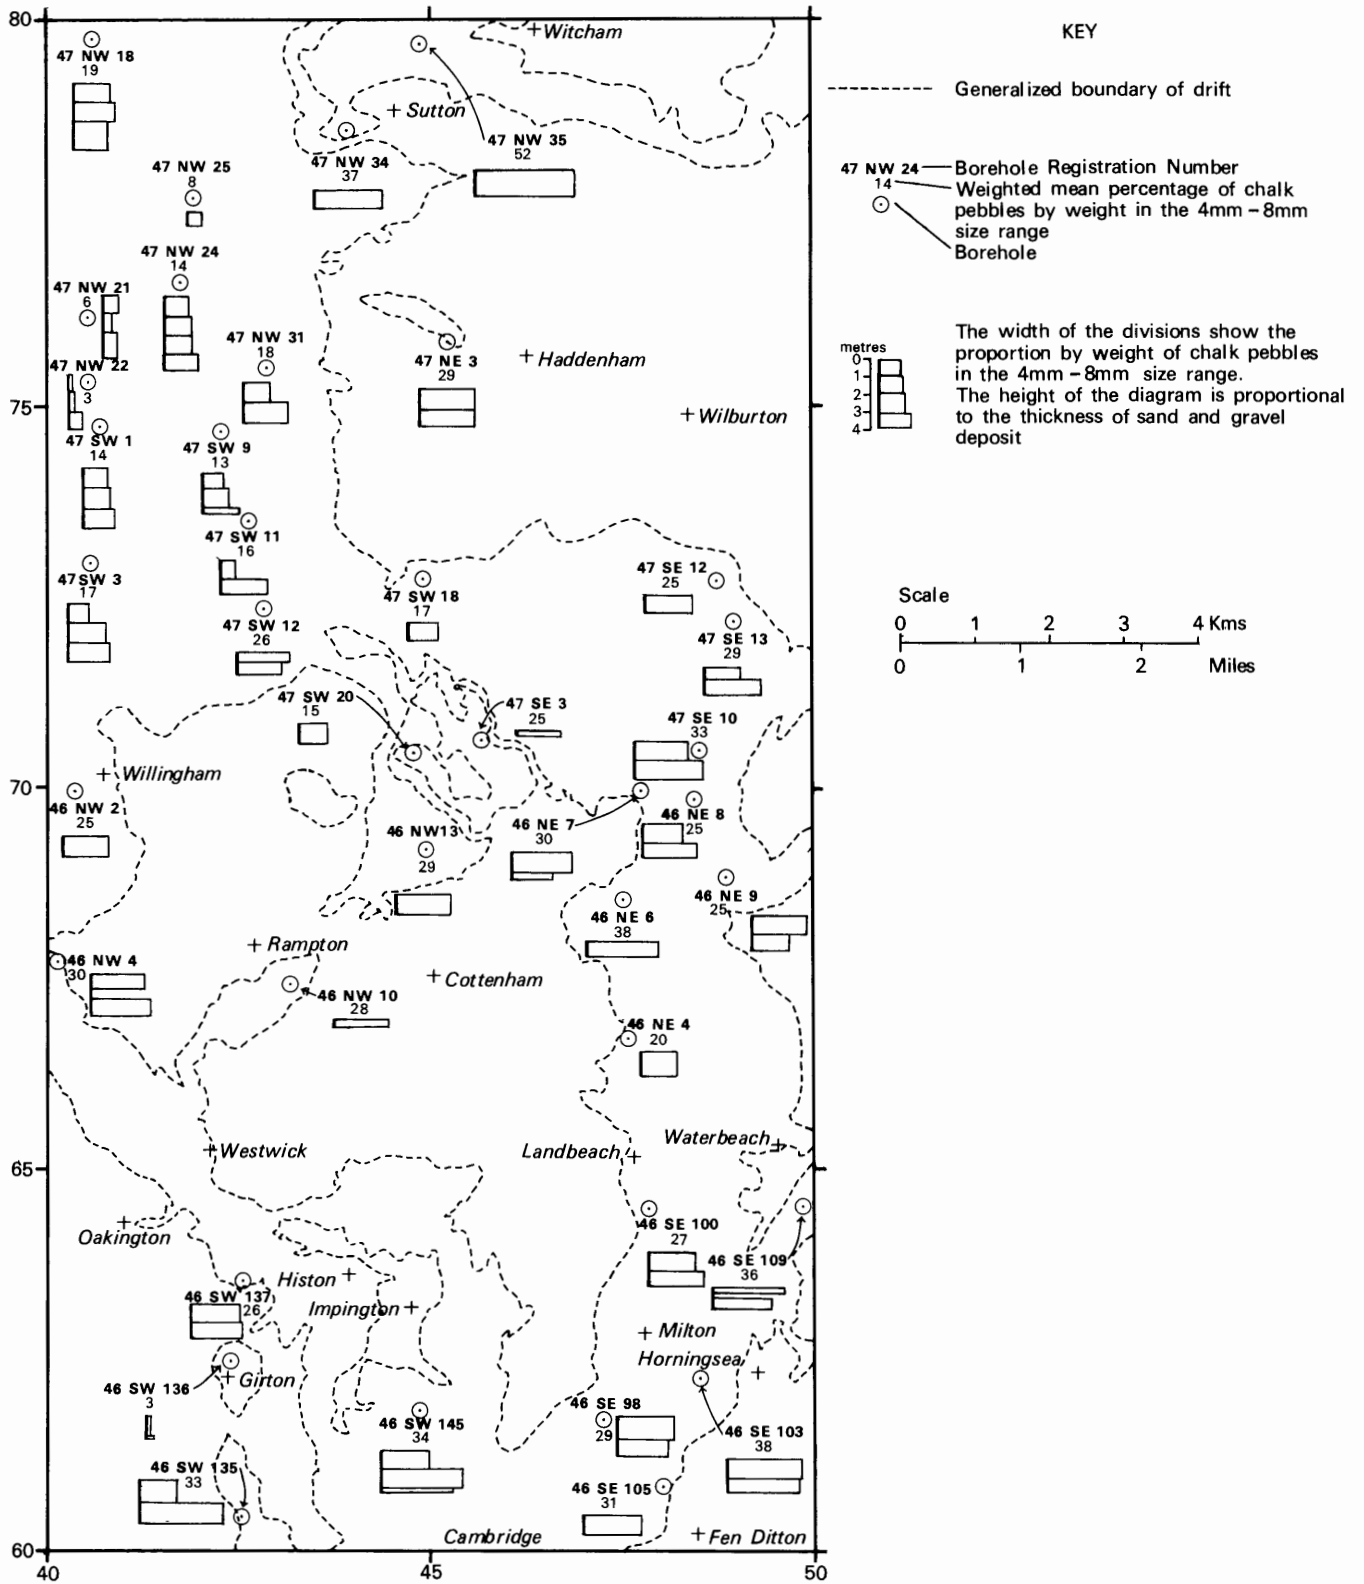 80
Witcham
KEY
47 NW 18
19
Generalized boundary of drift
Sutton
47 NW 35
52
47 NW 34
37
47 NW 25
8
47 NW 24
14
Borehole Registration Number
Weighted mean percentage of chalk
pebbles by weight in the 4mm – 8mm
size range
Borehole
47 NW 24
14
47 NW 21
6
47 NW 31
18
47 NE 3
29
Haddenham
metres
0
1
2
3
4
The width of the divisions show the
proportion by weight of chalk pebbles
in the 4mm – 8mm size range.
The height of the diagram is proportional
to the thickness of sand and gravel
deposit
47 NW 22
3
75
Wilburton
47 SW 1
14
47 SW 9
13
47 SW 11
16
47 SW 3
17
47 SW 18
17
47 SE 12
25
47 SW 12
26
47 SE 13
29
Scale
0 1 2 3 4 Kms
0 1 2 Miles
47 SW 20
15
47 SE 3
25
47 SE 10
33
Willingham
70
46 NW 2
25
46 NW13
29
46 NE 7
30
46 NE 8
25
46 NE 9
25
46 NE 6
38
Rampton
46 NW 4
30
Cottenham
46 NW 10
28
46 NE 4
20
Westwick
Landbeach
Waterbeach
65
Oakington
46 SE 100
27
46 SE 109
36
Histon
46 SW 137
26
Impington
Milton
Horningsea
Girton
46 SW 136
3
46 SW 145
34
46 SE 98
29
46 SE 103
38
46 SW 135
33
46 SE 105
31
Cambridge
Fen Ditton
60
40
45
50